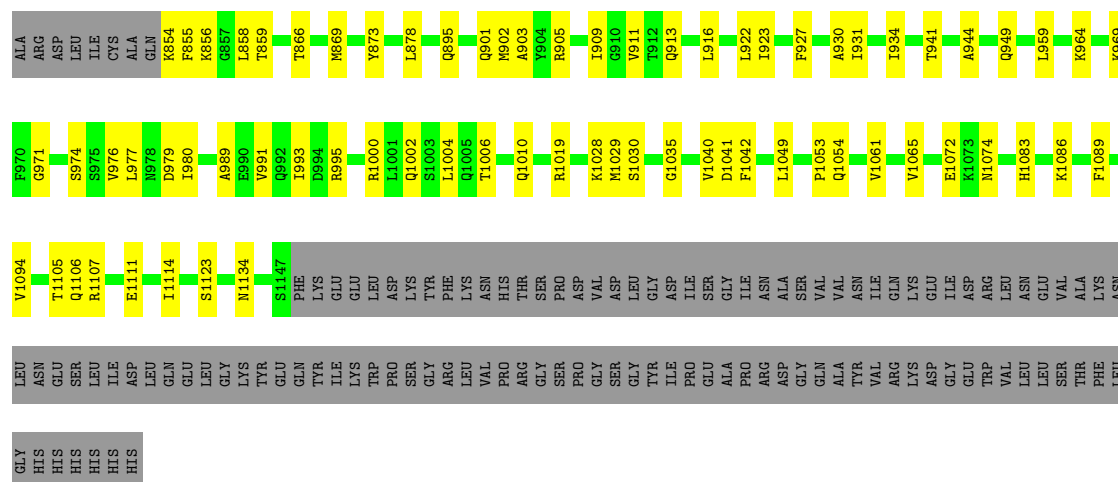 ALA ARG ASP LEU ILE CYS ALA GLN K854 F855 K856 G857 L858 T859 T866 M869 Y873 L878 Q895 Q901 M902 A903 Y904 R905 I909 G910 V911 T912 Q913 L916 L922 I923 F927 A930 I931 I934 T941 A944 Q949 L959 K964 K969
F970 G971 S974 S975 V976 L977 N978 D979 I980 A989 E990 V991 Q992 I993 D994 R995 R1000 L1001 Q1002 S1003 L1004 Q1005 T1006 Q1010 R1019 K1028 M1029 S1030 G1035 V1040 D1041 F1042 L1049 P1053 Q1054 V1061 V1065 E1072 K1073 N1074 H1083 K1086 F1089
V1094 T1105 Q1106 R1107 E1111 I1114 S1123 N1134 S1147 PHE LYS GLU GLU LEU ASP LYS TYR PHE LYS ASN HIS THR SER PRO ASP VAL ASP LEU GLY ASP ILE SER GLY ILE ASN ALA SER VAL VAL ASN ILE GLN LYS GLU ILE ASP ARG LEU ASN GLU VAL ALA LYS ASN
LEU ASN GLU SER LEU ILE ASP LEU GLN GLU LEU GLY LYS TYR GLU GLN TYR ILE LYS TRP PRO SER GLY ARG LEU VAL PRO ARG GLY SER PRO GLY SER GLY TYR ILE PRO GLU ALA PRO ARG ASP GLY GLN ALA TYR VAL ARG LYS ASP GLY GLU TRP VAL LEU LEU SER THR PHE LEU
GLY HIS HIS HIS HIS HIS HIS